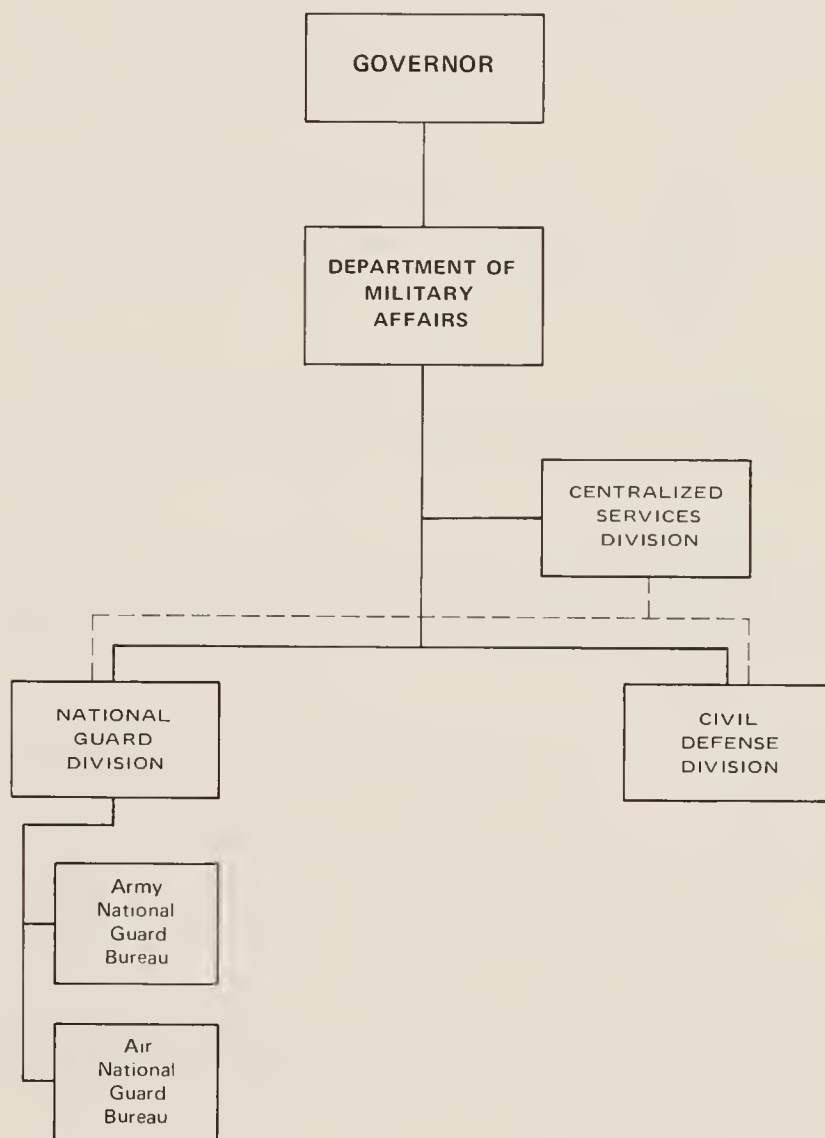 GOVERNOR
DEPARTMENT OF
MILITARY
AFFAIRS
CENTRALIZED
SERVICES
DIVISION
NATIONAL
GUARD
DIVISION
CIVIL
DEFENSE
DIVISION
Army
National
Guard
Bureau
Air
National
Guard
Bureau